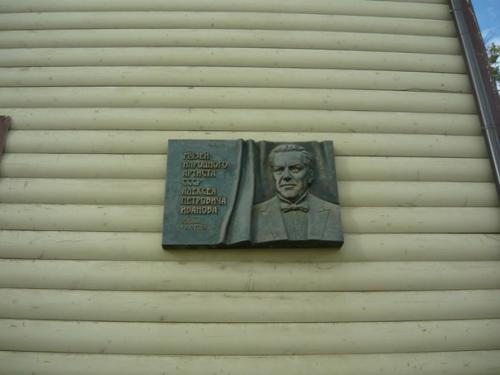 МУЗЕЙ
НАРОДНОГО
АРТИСТА
СССР
АЛЕКСЕЯ
ПЕТРОВИЧА
ИВАНОВА